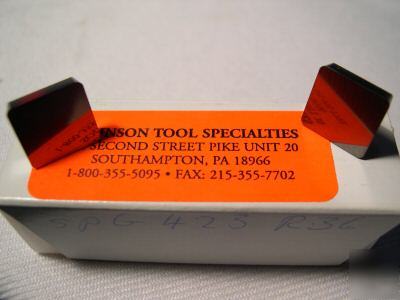 NSON TOOL SPECIALTIES
SECOND STREET PIKE UNIT 20
SOUTHAMPTON, PA 18966
1-800-355-5095 • FAX: 215-355-7702
SPG 423 R36